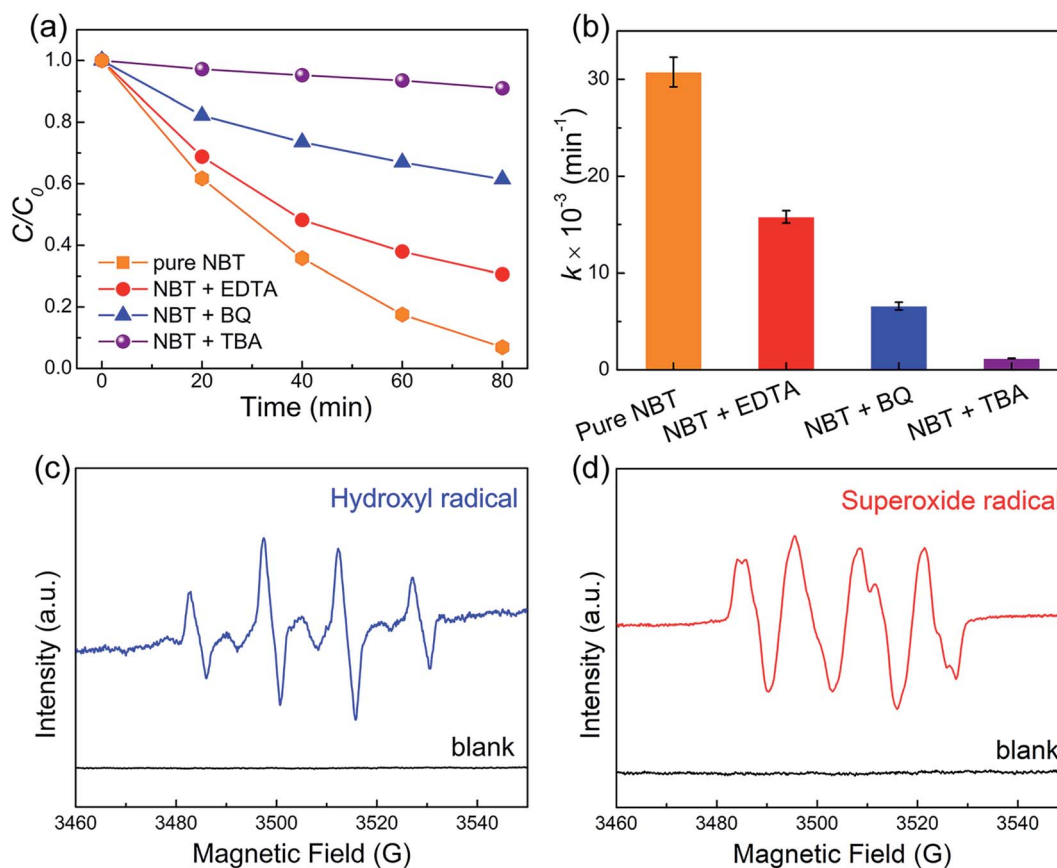 (a)
1.0
0.8
0.6
0.4
0.2
0.0
C/C₀
pure NBT
NBT + EDTA
NBT + BQ
NBT + TBA
0 20 40 60 80
Time (min)
(b)
30
20
10
0
k × 10⁻³ (min⁻¹)
Pure NBT
NBT + EDTA
NBT + BQ
NBT + TBA
(c)
Hydroxyl radical
Intensity (a.u.)
blank
3460 3480 3500 3520 3540
Magnetic Field (G)
(d)
Superoxide radical
Intensity (a.u.)
blank
3460 3480 3500 3520 3540
Magnetic Field (G)